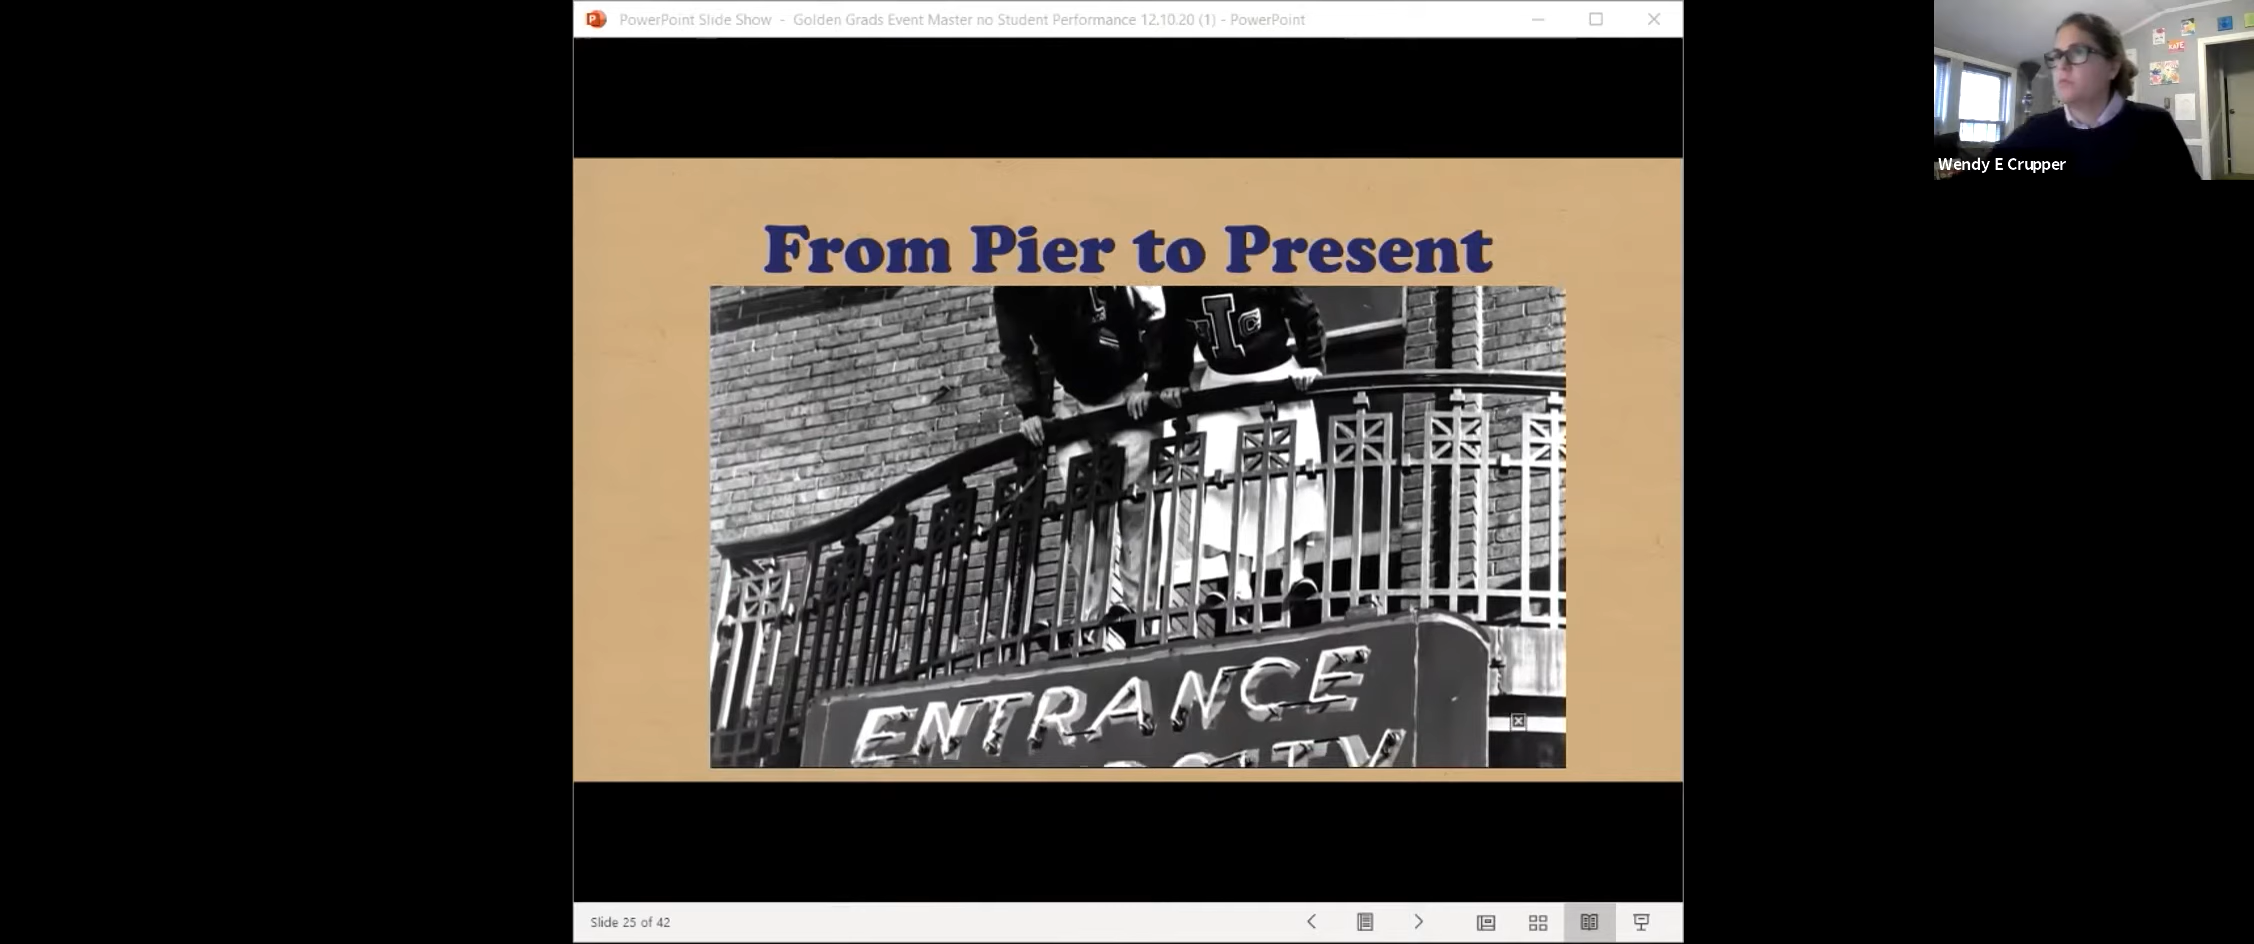 PowerPoint Slide Show - Golden Grads Event Master no Student Performance 12.10.20 (1) - PowerPoint
KATE
Wendy E Crupper
From Pier to Present
I
C
ENTRANCE
Slide 25 of 42